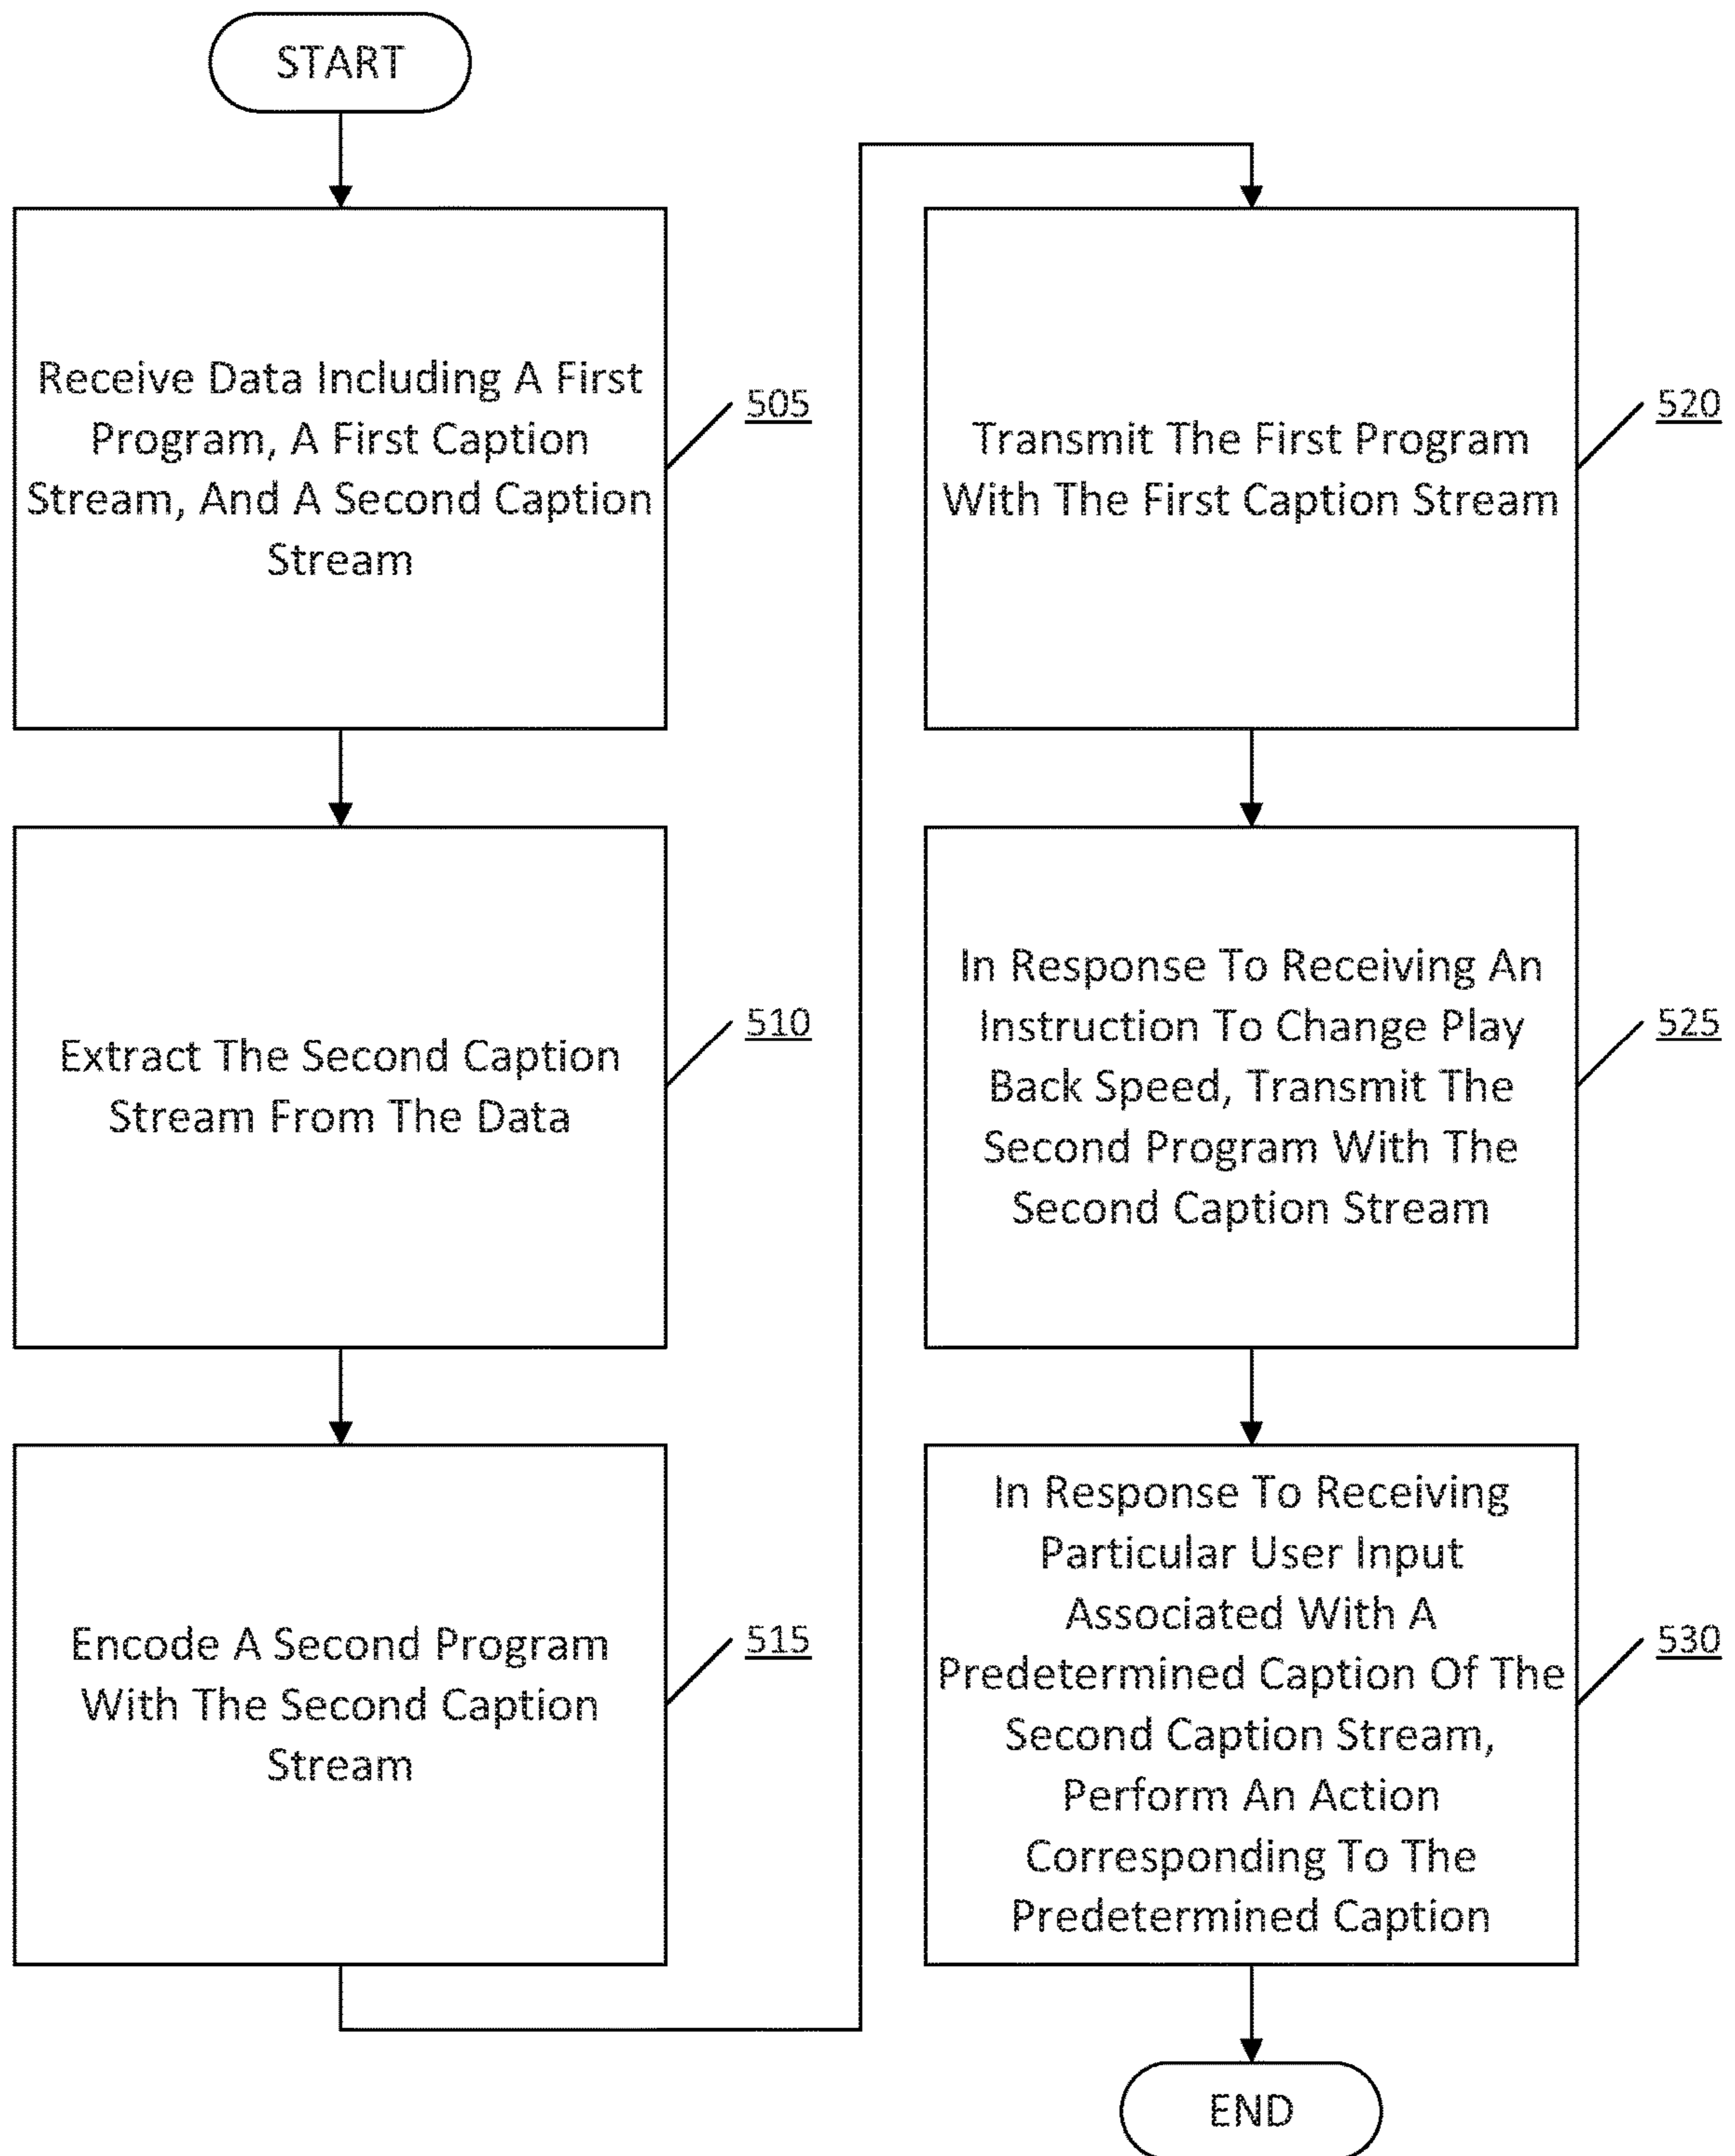 START
Receive Data Including A First
Program, A First Caption
Stream, And A Second Caption
Stream
505
Extract The Second Caption
Stream From The Data
510
Encode A Second Program
With The Second Caption
Stream
515
Transmit The First Program
With The First Caption Stream
520
In Response To Receiving An
Instruction To Change Play
Back Speed, Transmit The
Second Program With The
Second Caption Stream
525
In Response To Receiving
Particular User Input
Associated With A
Predetermined Caption Of The
Second Caption Stream,
Perform An Action
Corresponding To The
Predetermined Caption
530
END